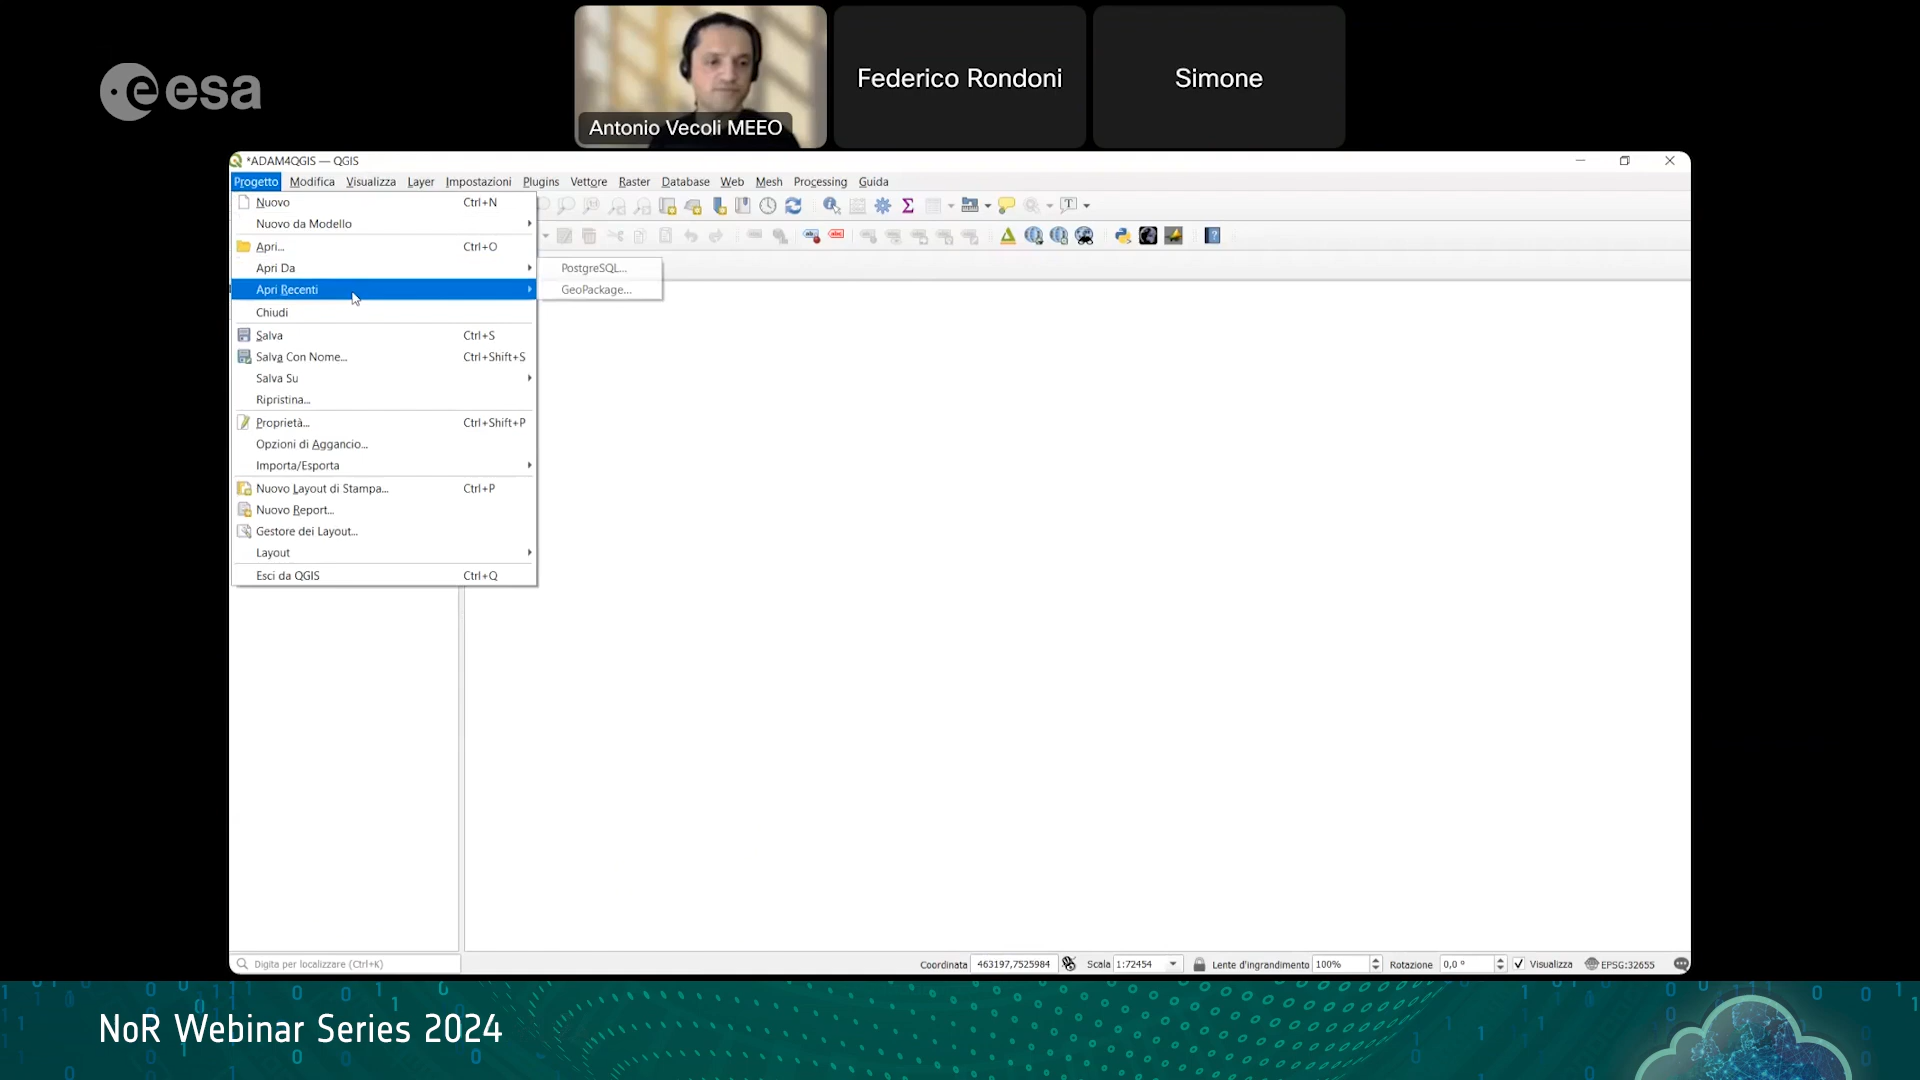 esa
Antonio Vecoli MEEO
Federico Rondoni
Simone
*ADAM4QGIS — QGIS
Progetto Modifica Visualizza Layer Impostazioni Plugins Vettore Raster Database Web Mesh Processing Guida
Nuovo Ctrl+N
Nuovo da Modello
Apri... Ctrl+O
Apri Da
Apri Recenti
Chiudi
Salva Ctrl+S
Salva Con Nome... Ctrl+Shift+S
Salva Su
Ripristina...
Proprietà... Ctrl+Shift+P
Opzioni di Aggancio...
Importa/Esporta
Nuovo Layout di Stampa... Ctrl+P
Nuovo Report...
Gestore dei Layout...
Layout
Esci da QGIS Ctrl+Q
PostgreSQL...
GeoPackage...
Digita per localizzare (Ctrl+K)
Coordinata 463197,7525984 Scala 1:72454 Lente d'ingrandimento 100% Rotazione 0,0 ° Visualizza EPSG:32655
NoR Webinar Series 2024